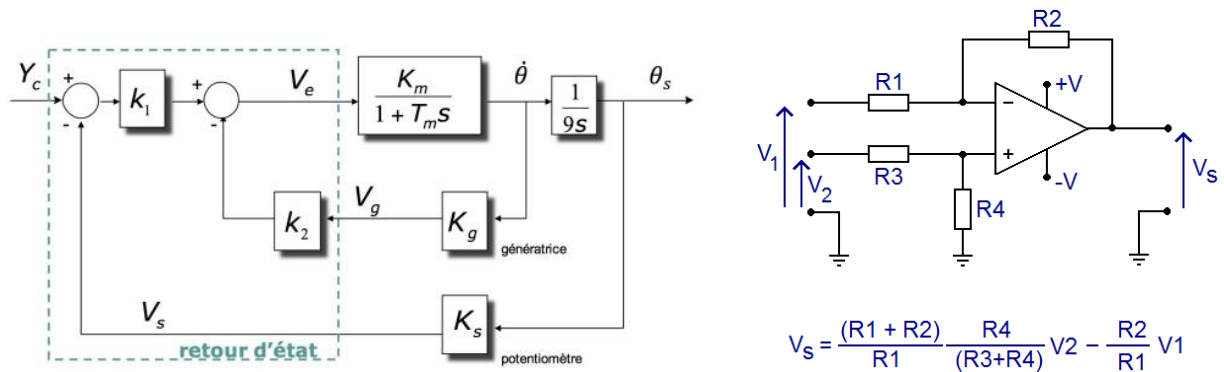 Y_c
+
-
k_1
+
-
V_e
K_m
1 + T_m s
θ̇
1
9s
θ_s
k_2
V_g
K_g
génératrice
V_s
K_s
potentiomètre
retour d'état
R2
R1
−
+V
+
-V
R3
R4
V_1
V_2
V_s
V_s = (R1 + R2)/R1 R4/(R3+R4) V2 − R2/R1 V1